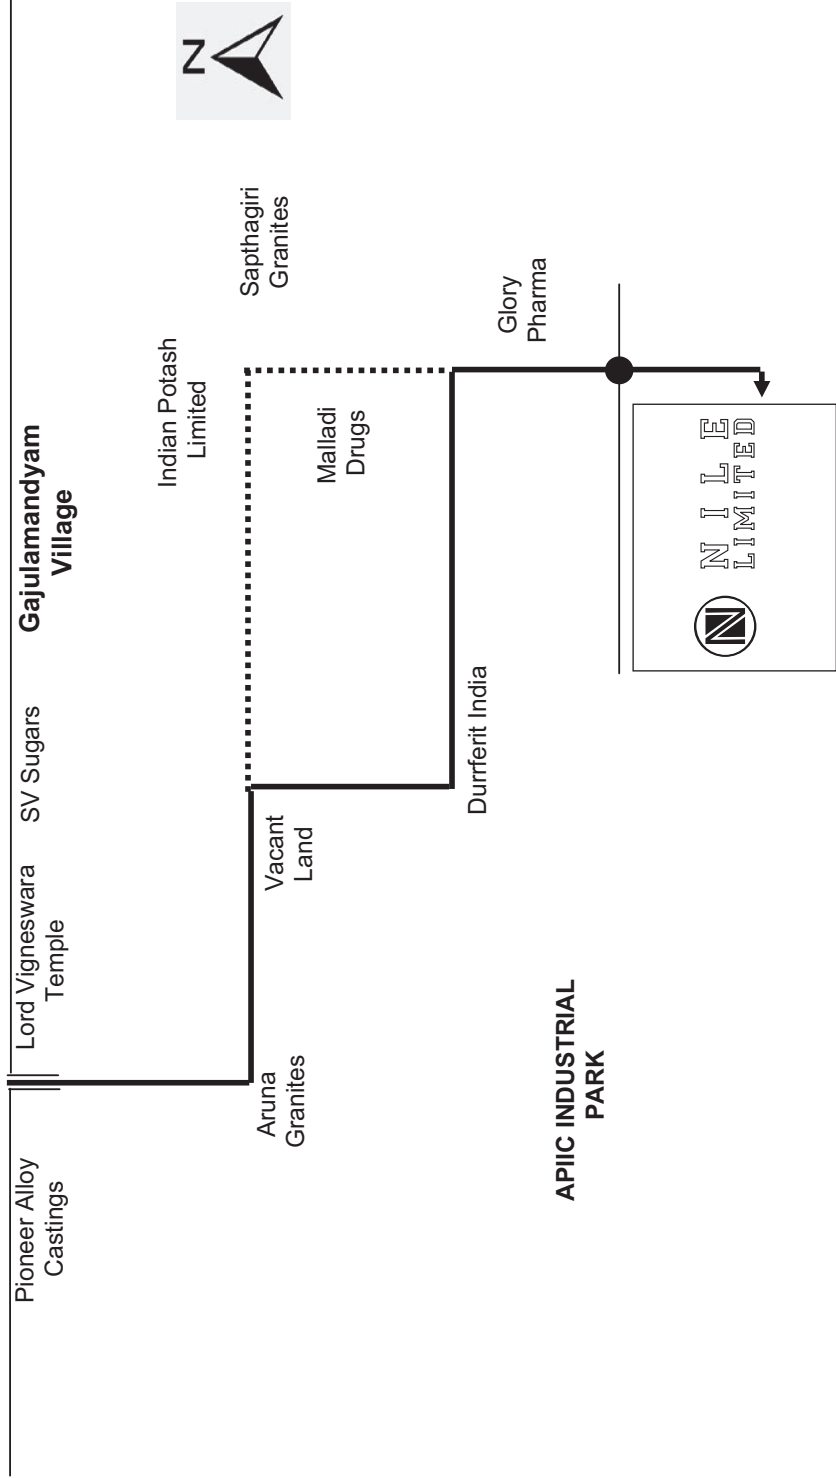 Pioneer Alloy
Castings
Lord Vigneswara
Temple
SV Sugars
Gajulamandyam
Village
Indian Potash
Limited
Sapthagiri
Granites
N
Aruna
Granites
Vacant
Land
Malladi
Drugs
Durrferit India
Glory
Pharma
APIIC INDUSTRIAL
PARK
N
NILE
LIMITED